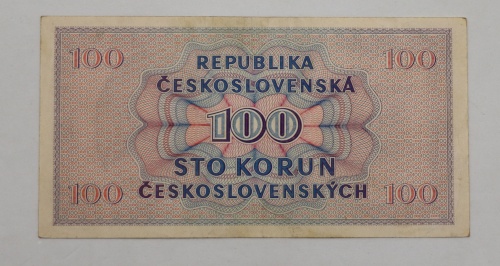 100 REPUBLIKA 100
ČESKOSLOVENSKÁ
100
STO KORUN
100 ČESKOSLOVENSKÝCH 100